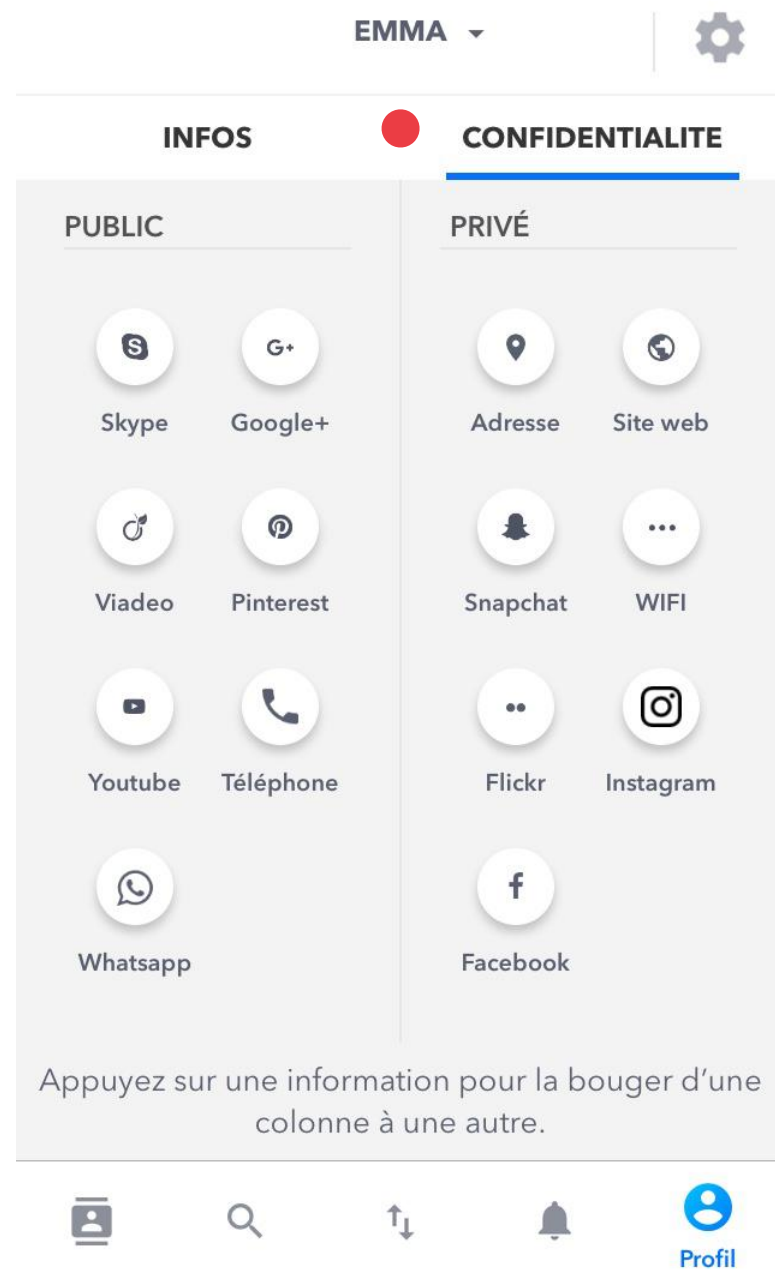 EMMA
INFOS CONFIDENTIALITE
PUBLIC PRIVÉ
G+
Skype Google+ Adresse Site web
Viadeo Pinterest Snapchat WIFI
Youtube Téléphone Flickr Instagram
Whatsapp Facebook
Appuyez sur une information pour la bouger d’une
colonne à une autre.
Profil